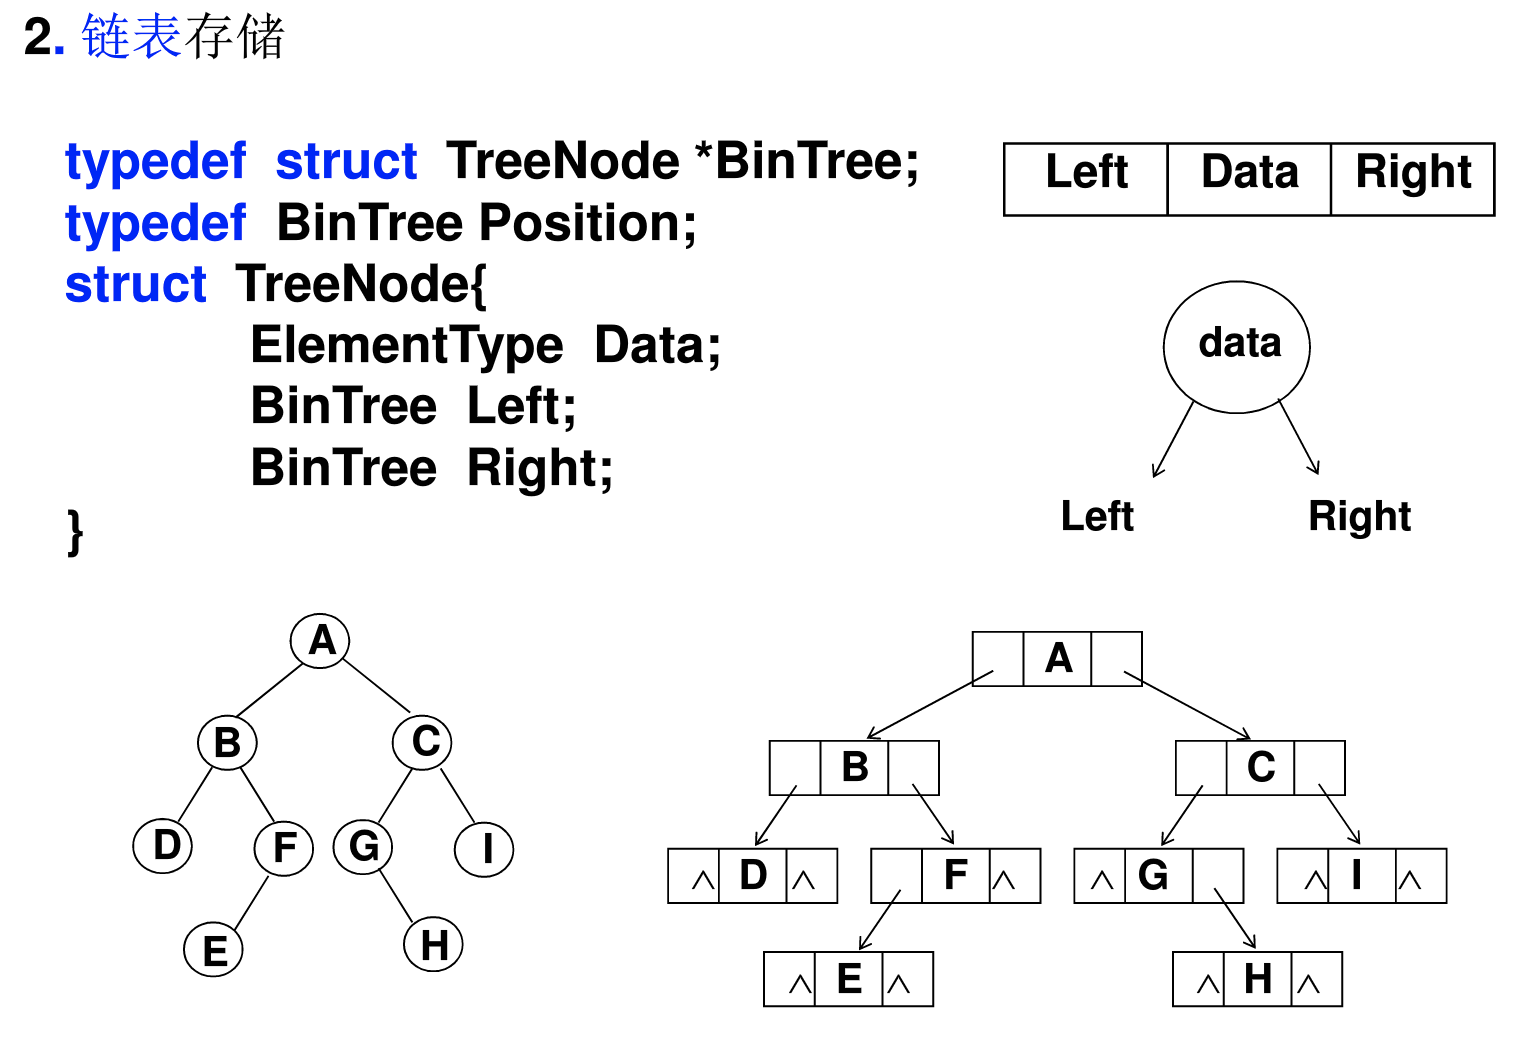 2. 链表存储
typedef struct TreeNode *BinTree;
typedef BinTree Position;
struct TreeNode{
ElementType Data;
BinTree Left;
BinTree Right;
}
Left Data Right
data
Left Right
A
B C
D F G I
E H
A
B C
∧ D ∧ F ∧ ∧ G ∧ I ∧
∧ E ∧ ∧ H ∧